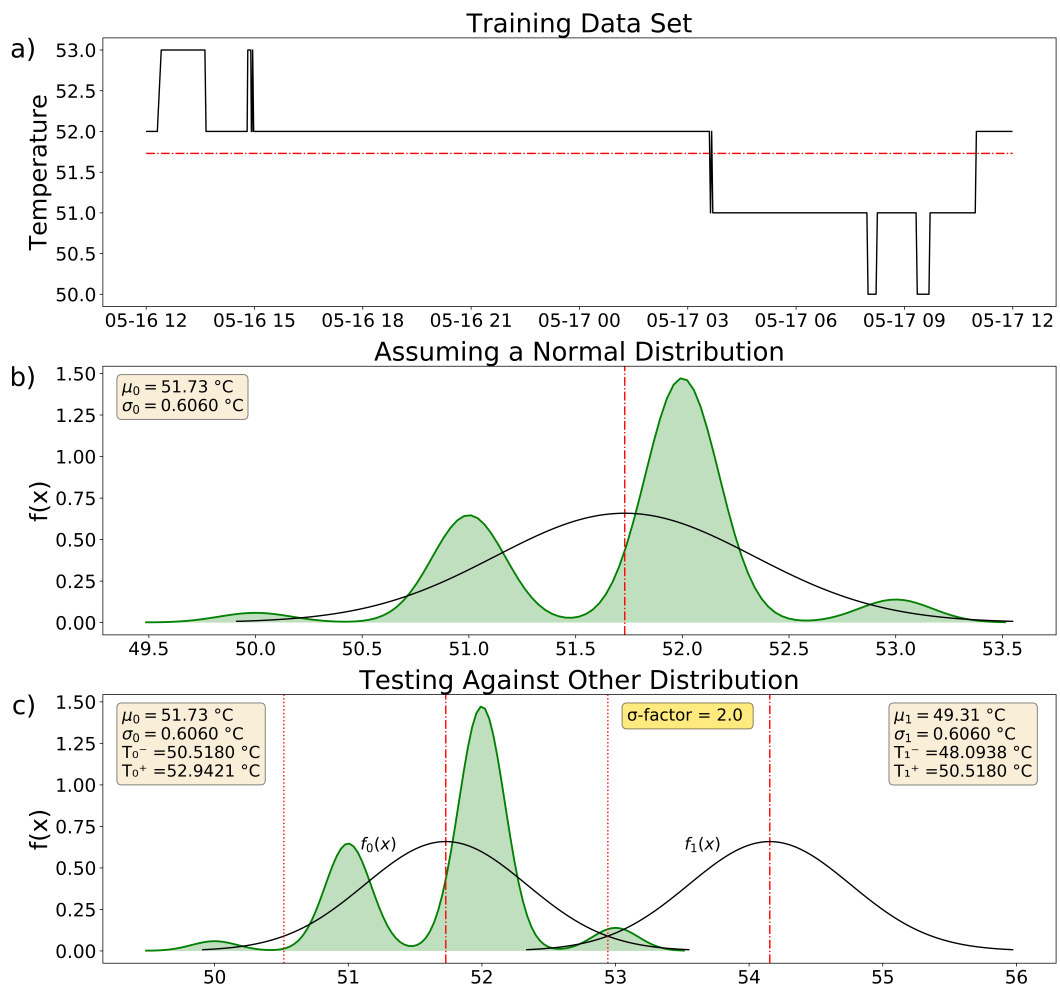 Training Data Set
a)
Temperature
53.0
52.5
52.0
51.5
51.0
50.5
50.0
05-16 12 05-16 15 05-16 18 05-16 21 05-17 00 05-17 03 05-17 06 05-17 09 05-17 12
Assuming a Normal Distribution
b)
f(x)
1.50
1.25
1.00
0.75
0.50
0.25
0.00
μ₀ = 51.73 °C
σ₀ = 0.6060 °C
49.5 50.0 50.5 51.0 51.5 52.0 52.5 53.0 53.5
Testing Against Other Distribution
c)
f(x)
1.50
1.25
1.00
0.75
0.50
0.25
0.00
μ₀ = 51.73 °C
σ₀ = 0.6060 °C
T₀⁻ =50.5180 °C
T₀⁺ =52.9421 °C
σ-factor = 2.0
μ₁ = 49.31 °C
σ₁ = 0.6060 °C
T₁⁻ =48.0938 °C
T₁⁺ =50.5180 °C
f₀(x)
f₁(x)
50 51 52 53 54 55 56